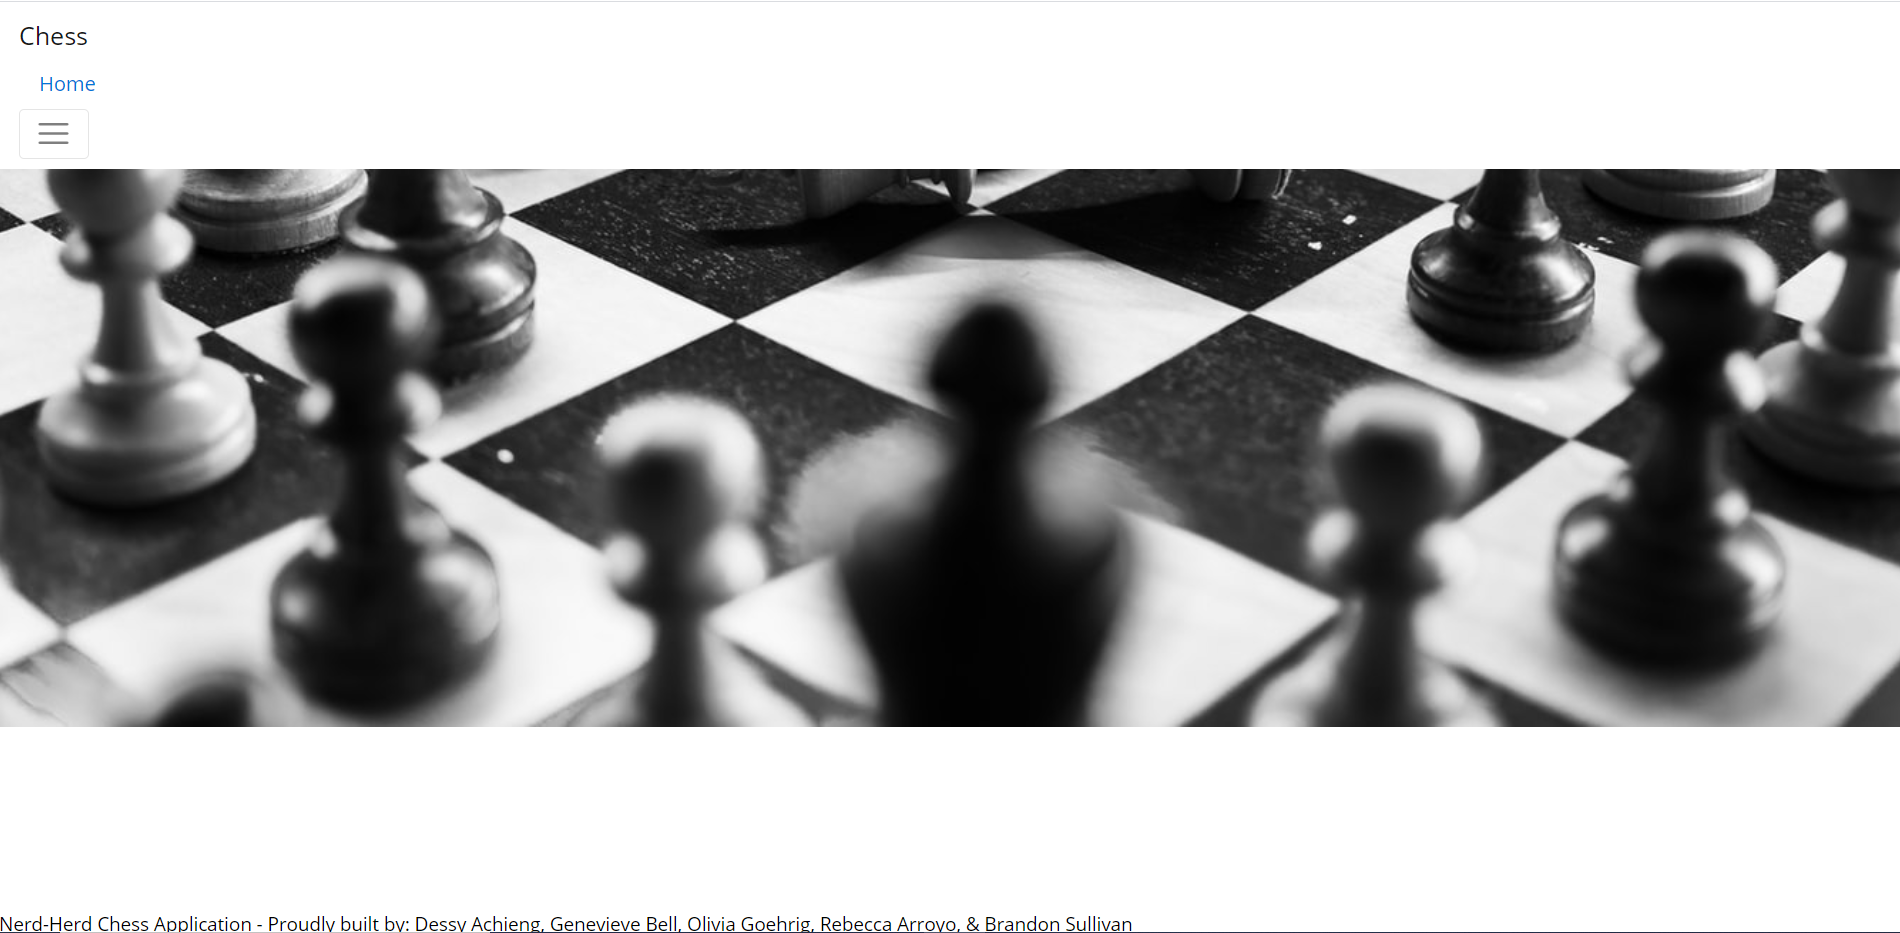 Chess
Home
Nerd-Herd Chess Application - Proudly built by: Dessy Achieng, Genevieve Bell, Olivia Goehrig, Rebecca Arroyo, & Brandon Sullivan